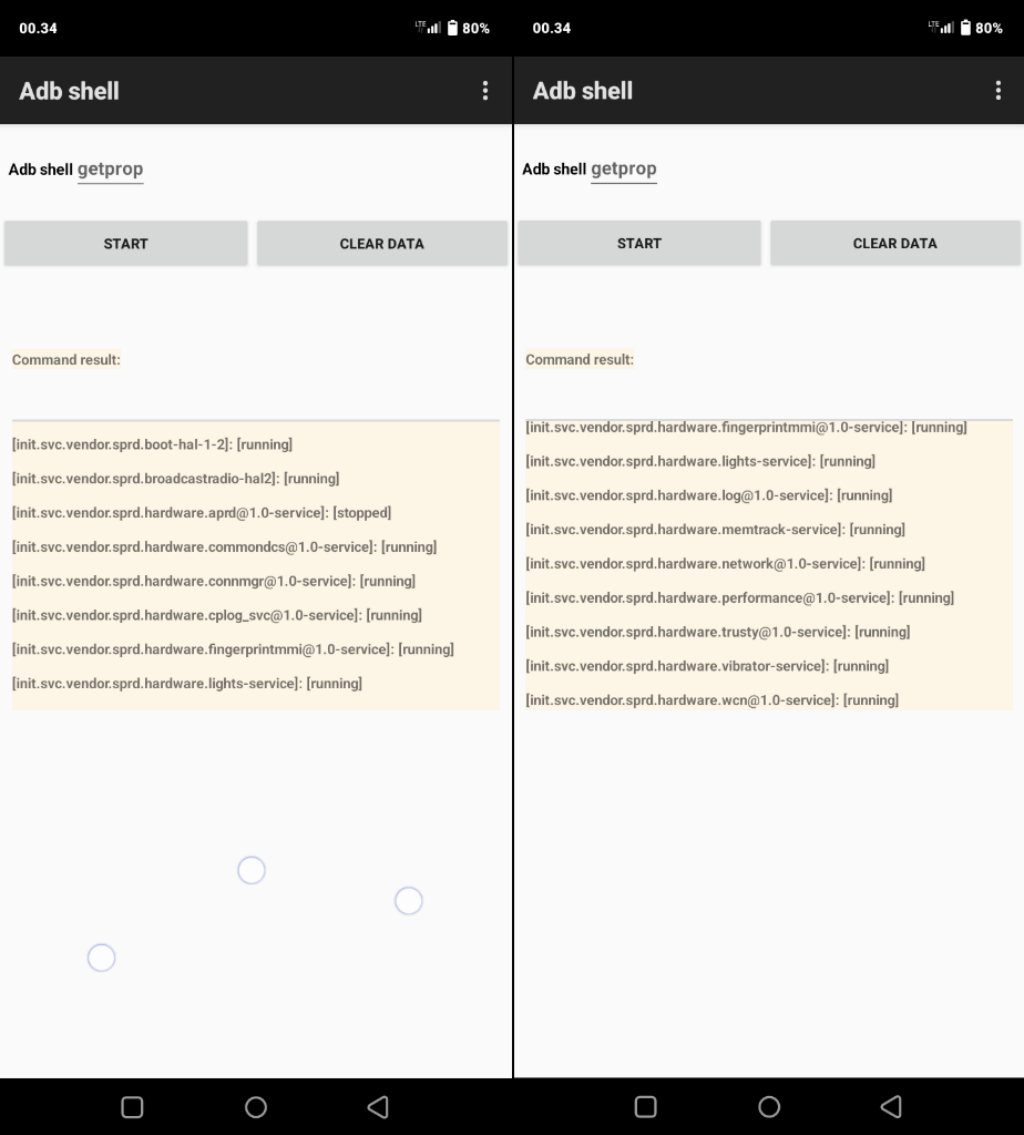 00.34 LTE 80%
Adb shell
Adb shell getprop
START CLEAR DATA
Command result:
[init.svc.vendor.sprd.boot-hal-1-2]: [running]
[init.svc.vendor.sprd.broadcastradio-hal2]: [running]
[init.svc.vendor.sprd.hardware.aprd@1.0-service]: [stopped]
[init.svc.vendor.sprd.hardware.commondcs@1.0-service]: [running]
[init.svc.vendor.sprd.hardware.connmgr@1.0-service]: [running]
[init.svc.vendor.sprd.hardware.cplog_svc@1.0-service]: [running]
[init.svc.vendor.sprd.hardware.fingerprintmmi@1.0-service]: [running]
[init.svc.vendor.sprd.hardware.lights-service]: [running]
00.34 LTE 80%
Adb shell
Adb shell getprop
START CLEAR DATA
Command result:
[init.svc.vendor.sprd.hardware.fingerprintmmi@1.0-service]: [running]
[init.svc.vendor.sprd.hardware.lights-service]: [running]
[init.svc.vendor.sprd.hardware.log@1.0-service]: [running]
[init.svc.vendor.sprd.hardware.memtrack-service]: [running]
[init.svc.vendor.sprd.hardware.network@1.0-service]: [running]
[init.svc.vendor.sprd.hardware.performance@1.0-service]: [running]
[init.svc.vendor.sprd.hardware.trusty@1.0-service]: [running]
[init.svc.vendor.sprd.hardware.vibrator-service]: [running]
[init.svc.vendor.sprd.hardware.wcn@1.0-service]: [running]